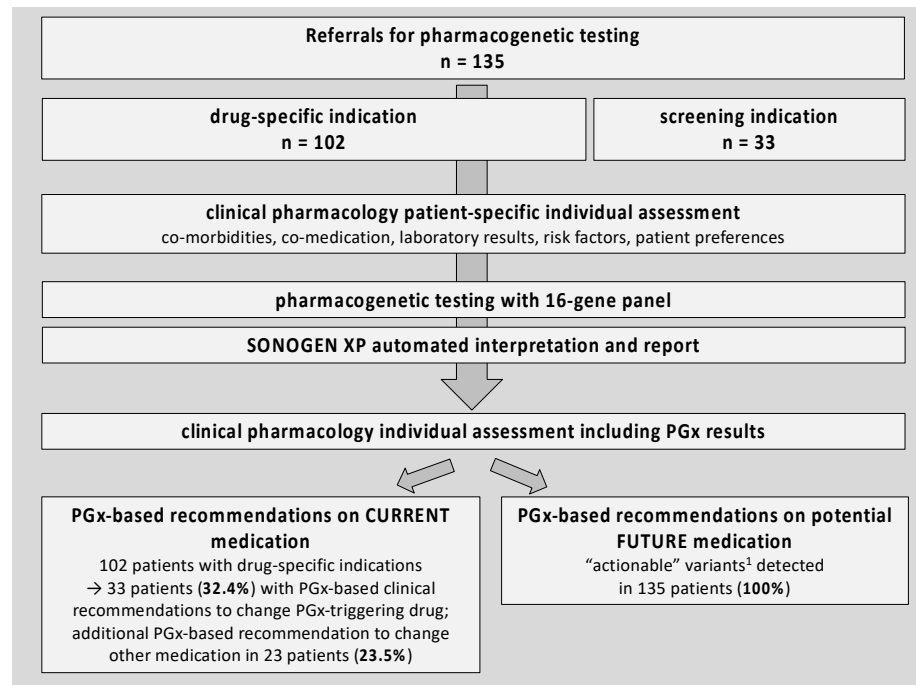 Referrals for pharmacogenetic testing
n = 135
drug-specific indication
n = 102
screening indication
n = 33
clinical pharmacology patient-specific individual assessment
co-morbidities, co-medication, laboratory results, risk factors, patient preferences
pharmacogenetic testing with 16-gene panel
SONOGEN XP automated interpretation and report
clinical pharmacology individual assessment including PGx results
PGx-based recommendations on CURRENT
medication
102 patients with drug-specific indications
→ 33 patients (32.4%) with PGx-based clinical
recommendations to change PGx-triggering drug;
additional PGx-based recommendation to change
other medication in 23 patients (23.5%)
PGx-based recommendations on potential
FUTURE medication
“actionable” variants¹ detected
in 135 patients (100%)